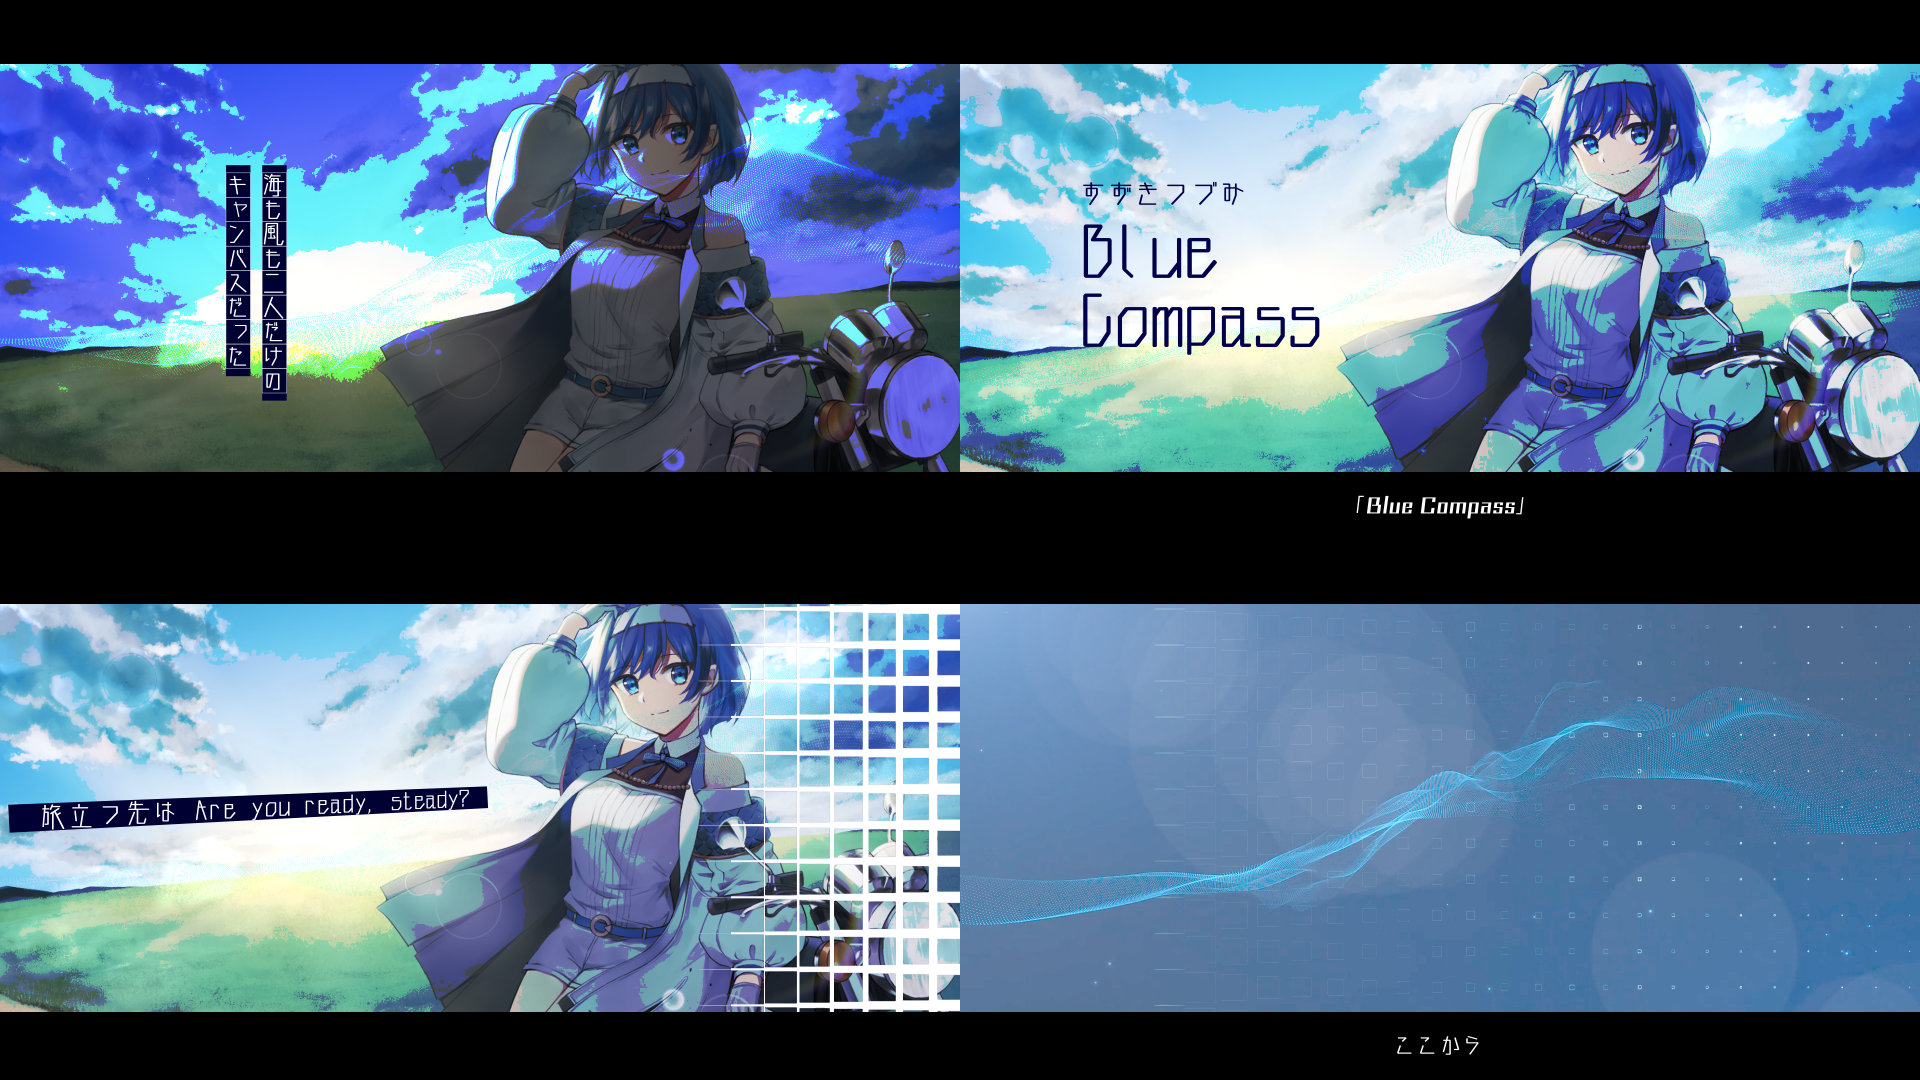 海も風も二人だけの
キャンバスだった
すずきつづみ
Blue
Compass
「Blue Compass」
旅立つ先は Are you ready, steady?
ここから